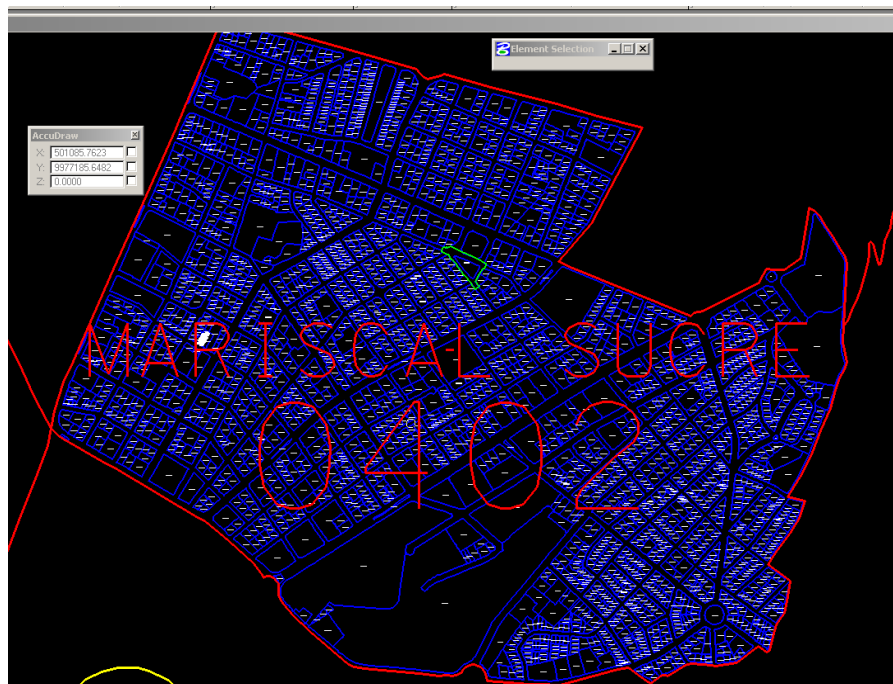 Element Selection
AccuDraw
X: 501085.7623
Y: 9977185.6482
Z: 0.0000
MARISCAL SUCRE
0402